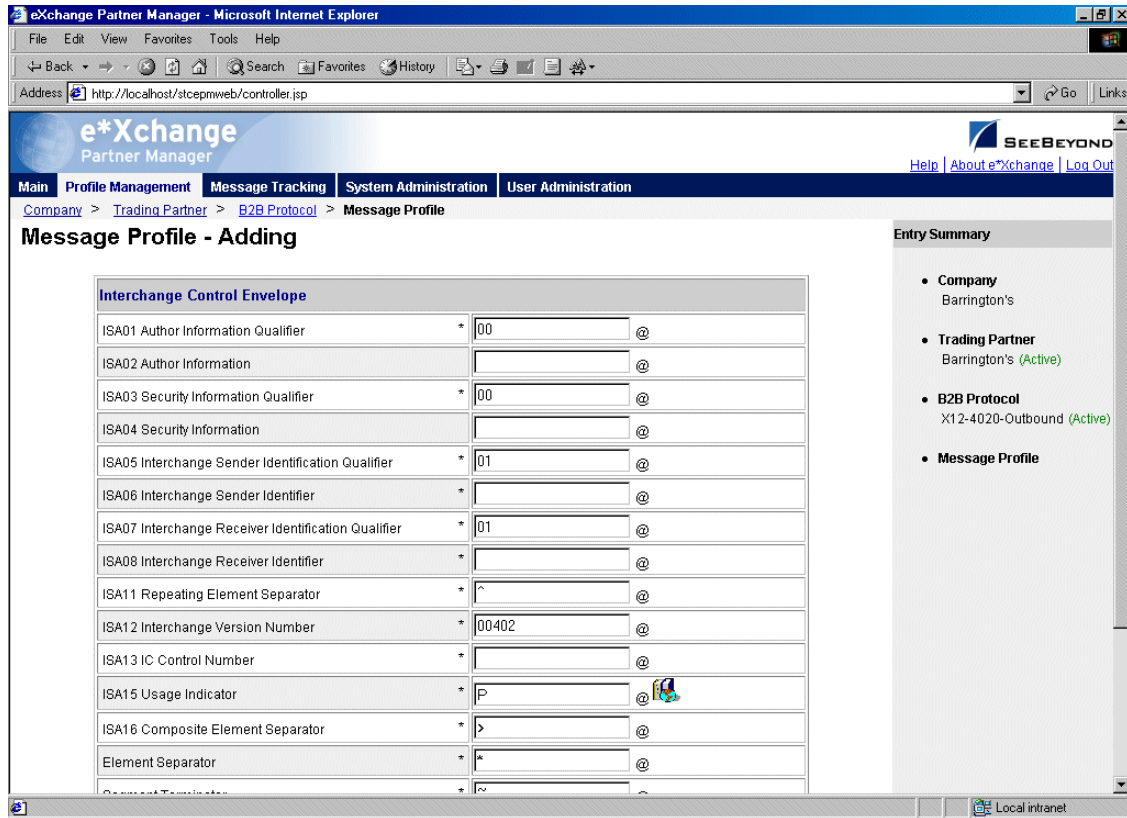 eXchange Partner Manager - Microsoft Internet Explorer
File Edit View Favorites Tools Help
Back Search Favorites History
Address http://localhost/stcepmweb/controller.jsp Go Links
e*Xchange
Partner Manager
SEEBEYOND
Help | About e*Xchange | Log Out
Main Profile Management Message Tracking System Administration User Administration
Company > Trading Partner > B2B Protocol > Message Profile
Message Profile - Adding
Interchange Control Envelope
ISA01 Author Information Qualifier * 00 @
ISA02 Author Information @
ISA03 Security Information Qualifier * 00 @
ISA04 Security Information @
ISA05 Interchange Sender Identification Qualifier * 01 @
ISA06 Interchange Sender Identifier * @
ISA07 Interchange Receiver Identification Qualifier * 01 @
ISA08 Interchange Receiver Identifier * @
ISA11 Repeating Element Separator * ^ @
ISA12 Interchange Version Number * 00402 @
ISA13 IC Control Number * @
ISA15 Usage Indicator * P @
ISA16 Composite Element Separator * > @
Element Separator * * @
Segment Terminator * ~ @
Entry Summary
• Company
Barrington's
• Trading Partner
Barrington's (Active)
• B2B Protocol
X12-4020-Outbound (Active)
• Message Profile
Local intranet